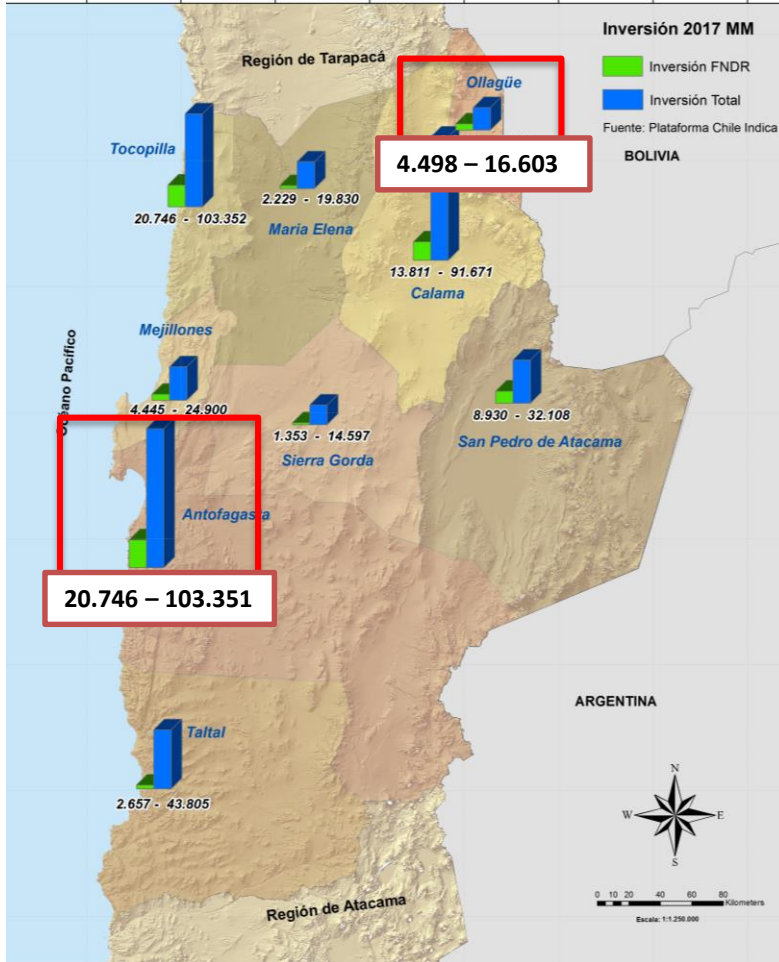 Inversión 2017 MM
Inversión FNDR
Inversión Total
Fuente: Plataforma Chile Indica
Región de Tarapacá
Ollagüe
4.498 – 16.603
BOLIVIA
Tocopilla
20.746 - 103.352
2.229 - 19.830
Maria Elena
13.811 - 91.671
Calama
Mejillones
4.445 - 24.900
Océano Pacífico
1.353 - 14.597
Sierra Gorda
8.930 - 32.108
San Pedro de Atacama
Antofagasta
20.746 – 103.351
ARGENTINA
Taltal
2.657 - 43.805
N
W
E
S
0 10 20 40 60 80
Kilometers
Escala: 1:1.250.000
Región de Atacama